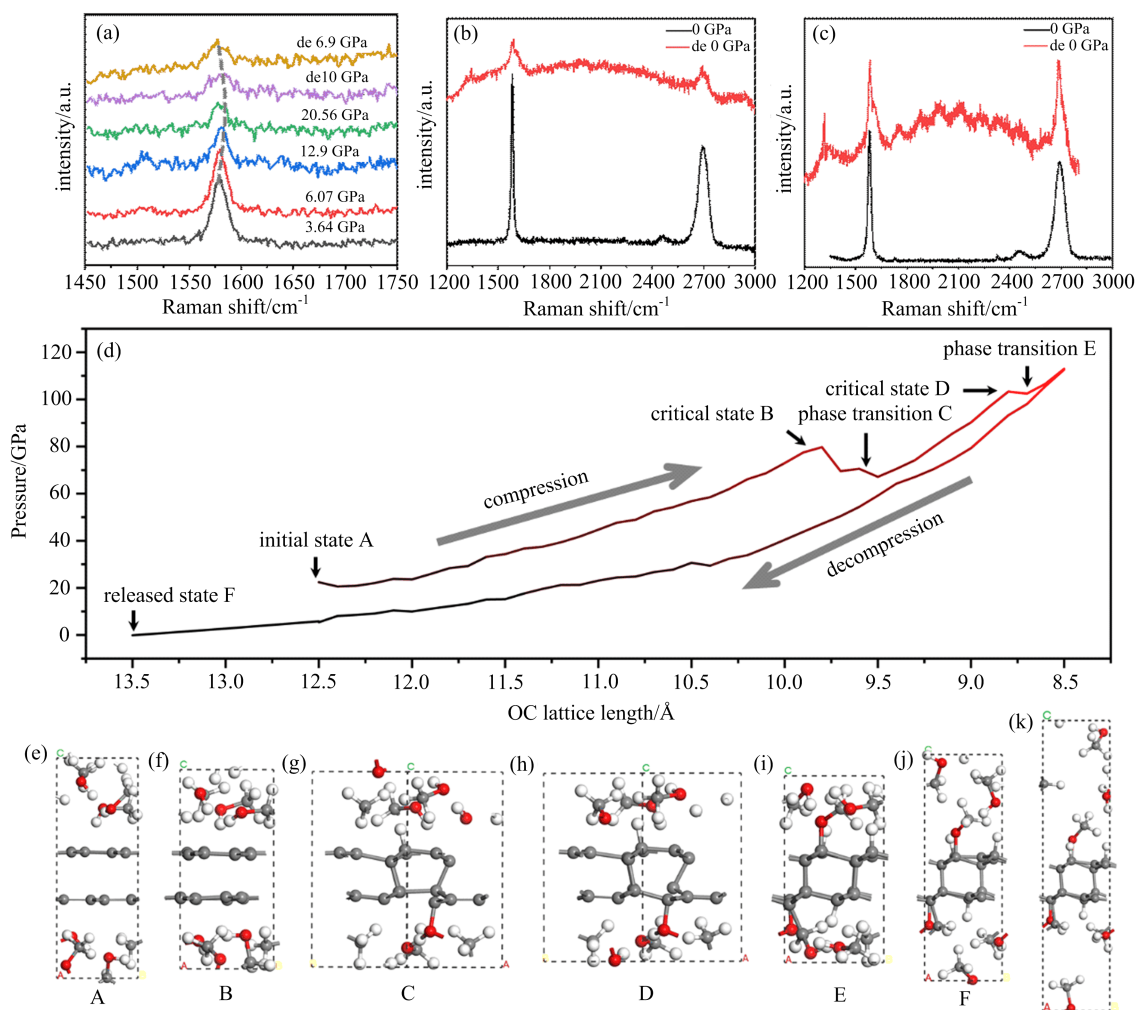 (a)
de 6.9 GPa
de10 GPa
20.56 GPa
12.9 GPa
6.07 GPa
3.64 GPa
intensity/a.u.
1450 1500 1550 1600 1650 1700 1750
Raman shift/cm-1
(b)
0 GPa
de 0 GPa
intensity/a.u.
1200 1500 1800 2100 2400 2700 3000
Raman shift/cm-1
(c)
0 GPa
de 0 GPa
intensity/a.u.
1200 1500 1800 2100 2400 2700 3000
Raman shift/cm-1
(d)
120
100
80
60
40
20
0
Pressure/GPa
phase transition E
critical state D
critical state B
phase transition C
compression
decompression
initial state A
released state F
13.5 13.0 12.5 12.0 11.5 11.0 10.5 10.0 9.5 9.0 8.5
OC lattice length/Å
(e)
C
A
A
(f)
C
A
B
(g)
C
A
C
(h)
C
A
D
(i)
C
A
E
(j)
C
A
F
(k)
C
A